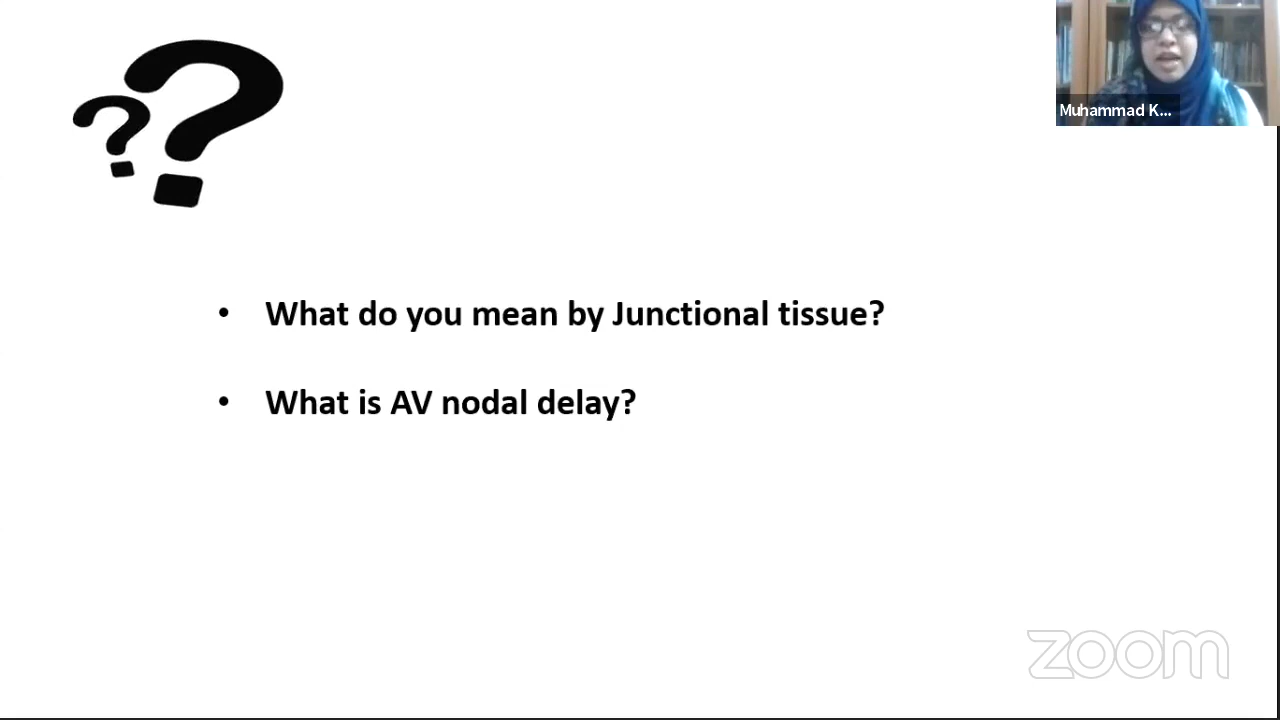 Muhammad K...
• What do you mean by Junctional tissue?
• What is AV nodal delay?
zoom